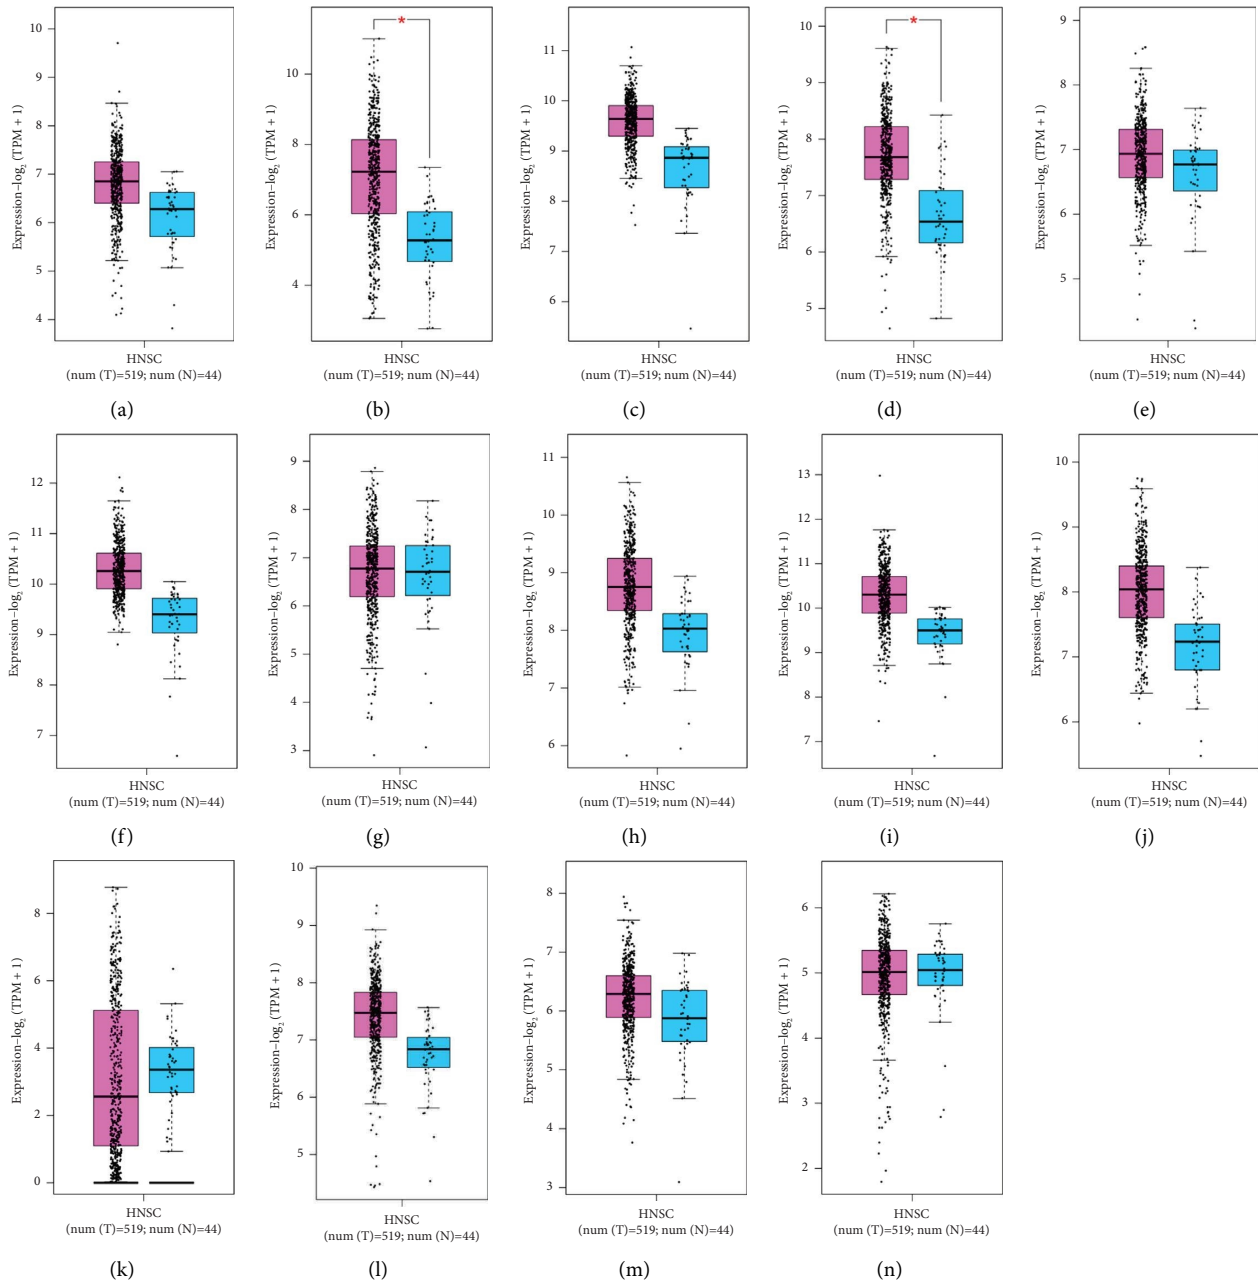 10
9
8
7
6
5
4
Expression–log2 (TPM + 1)
HNSC
(num (T)=519; num (N)=44)
(a)
*
10
8
6
4
Expression–log2 (TPM + 1)
HNSC
(num (T)=519; num (N)=44)
(b)
11
10
9
8
7
6
Expression–log2 (TPM + 1)
HNSC
(num (T)=519; num (N)=44)
(c)
*
10
9
8
7
6
5
Expression–log2 (TPM + 1)
HNSC
(num (T)=519; num (N)=44)
(d)
9
8
7
6
5
Expression–log2 (TPM + 1)
HNSC
(num (T)=519; num (N)=44)
(e)
12
11
10
9
8
7
Expression–log2 (TPM + 1)
HNSC
(num (T)=519; num (N)=44)
(f)
9
8
7
6
5
4
3
Expression–log2 (TPM + 1)
HNSC
(num (T)=519; num (N)=44)
(g)
11
10
9
8
7
6
Expression–log2 (TPM + 1)
HNSC
(num (T)=519; num (N)=44)
(h)
13
12
11
10
9
8
7
Expression–log2 (TPM + 1)
HNSC
(num (T)=519; num (N)=44)
(i)
10
9
8
7
6
Expression–log2 (TPM + 1)
HNSC
(num (T)=519; num (N)=44)
(j)
8
6
4
2
0
Expression–log2 (TPM + 1)
HNSC
(num (T)=519; num (N)=44)
(k)
10
9
8
7
6
5
Expression–log2 (TPM + 1)
HNSC
(num (T)=519; num (N)=44)
(l)
8
7
6
5
4
3
Expression–log2 (TPM + 1)
HNSC
(num (T)=519; num (N)=44)
(m)
6
5
4
3
2
Expression–log2 (TPM + 1)
HNSC
(num (T)=519; num (N)=44)
(n)